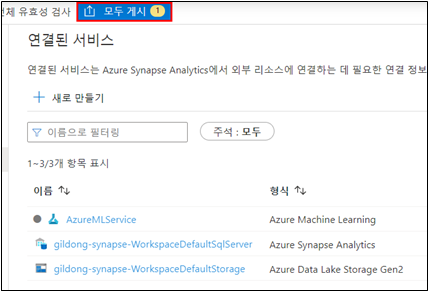 전체 유효성 검사 모두 게시 1
연결된 서비스
연결된 서비스는 Azure Synapse Analytics에서 외부 리소스에 연결하는 데 필요한 연결 정보
새로 만들기
이름으로 필터링 주석 : 모두
1~3/3개 항목 표시
이름 형식
AzureMLService Azure Machine Learning
gildong-synapse-WorkspaceDefaultSqlServer Azure Synapse Analytics
gildong-synapse-WorkspaceDefaultStorage Azure Data Lake Storage Gen2